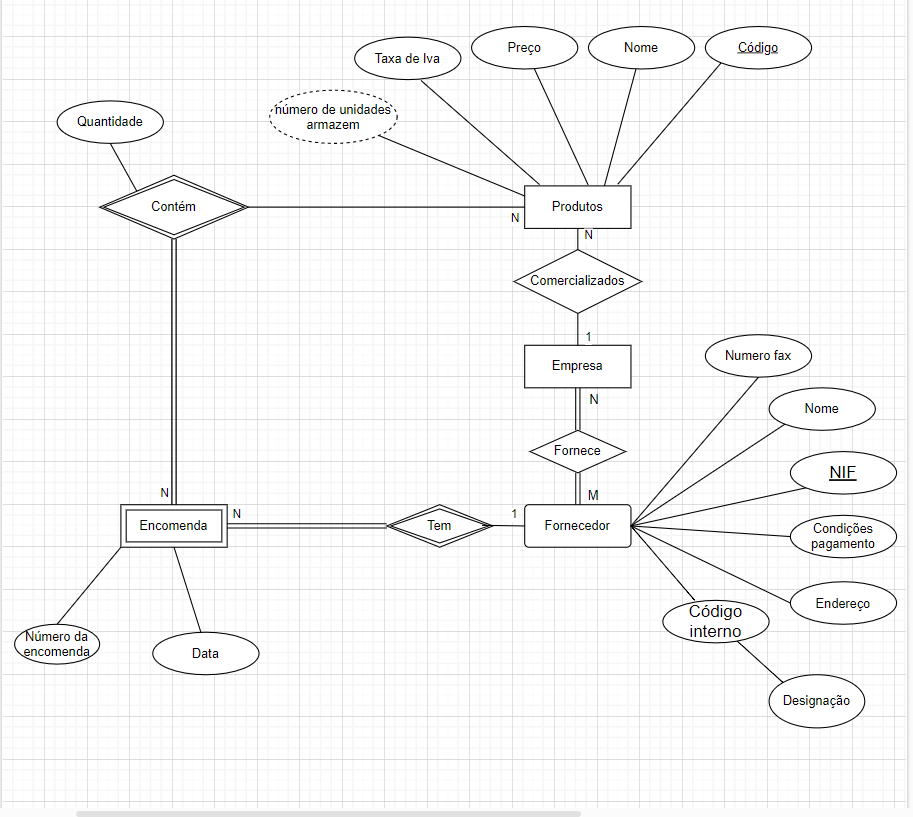 Taxa de Iva
Preço
Nome
Código
número de unidades
armazem
Quantidade
Contém
Produtos
N
N
Comercializados
1
Empresa
N
Numero fax
Nome
Fornece
NIF
M
N
N
1
Encomenda
Tem
Fornecedor
Condições
pagamento
Endereço
Código
interno
Número da
encomenda
Data
Designação